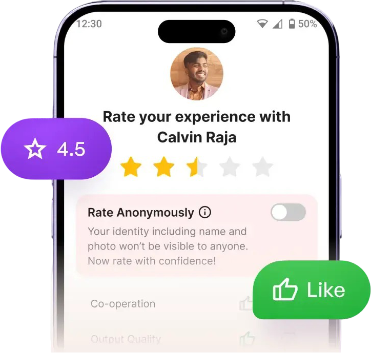 12:30
50%
Rate your experience with
Calvin Raja
4.5
Rate Anonymously
Your identity including name and
photo won't be visible to anyone.
Now rate with confidence!
Like
Co-operation
Output Quality